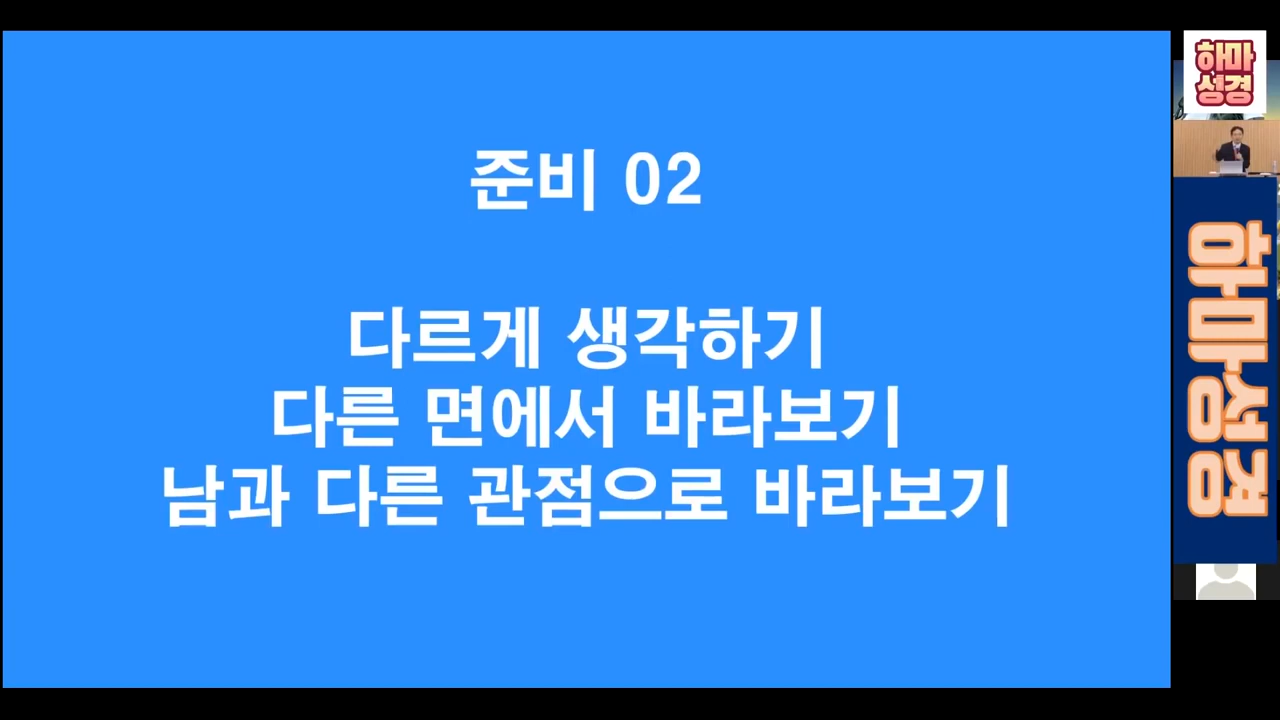 준비 02
다르게 생각하기
다른 면에서 바라보기
남과 다른 관점으로 바라보기
하마
성경
하마성경